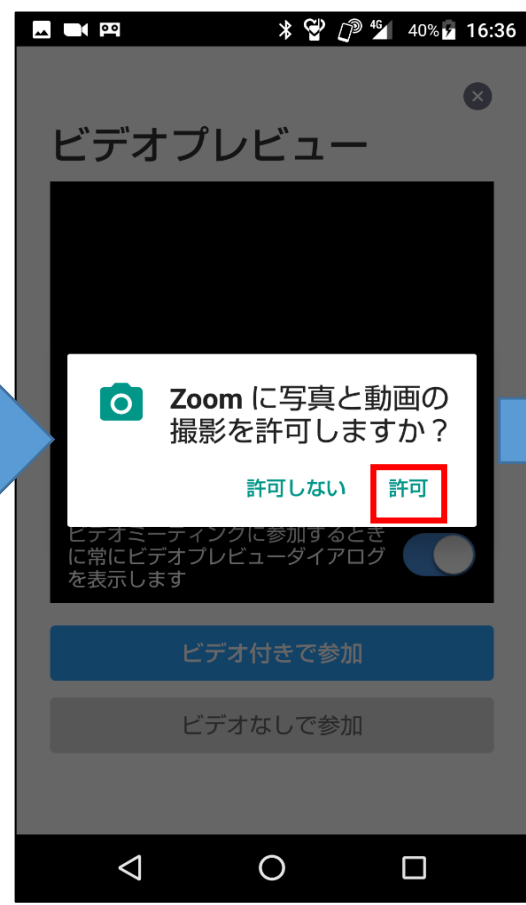 4G 40% 16:36
ビデオプレビュー
Zoom に写真と動画の
撮影を許可しますか？
許可しない 許可
ビデオミーティングに参加するとき
に常にビデオプレビューダイアログ
を表示します
ビデオ付きで参加
ビデオなしで参加